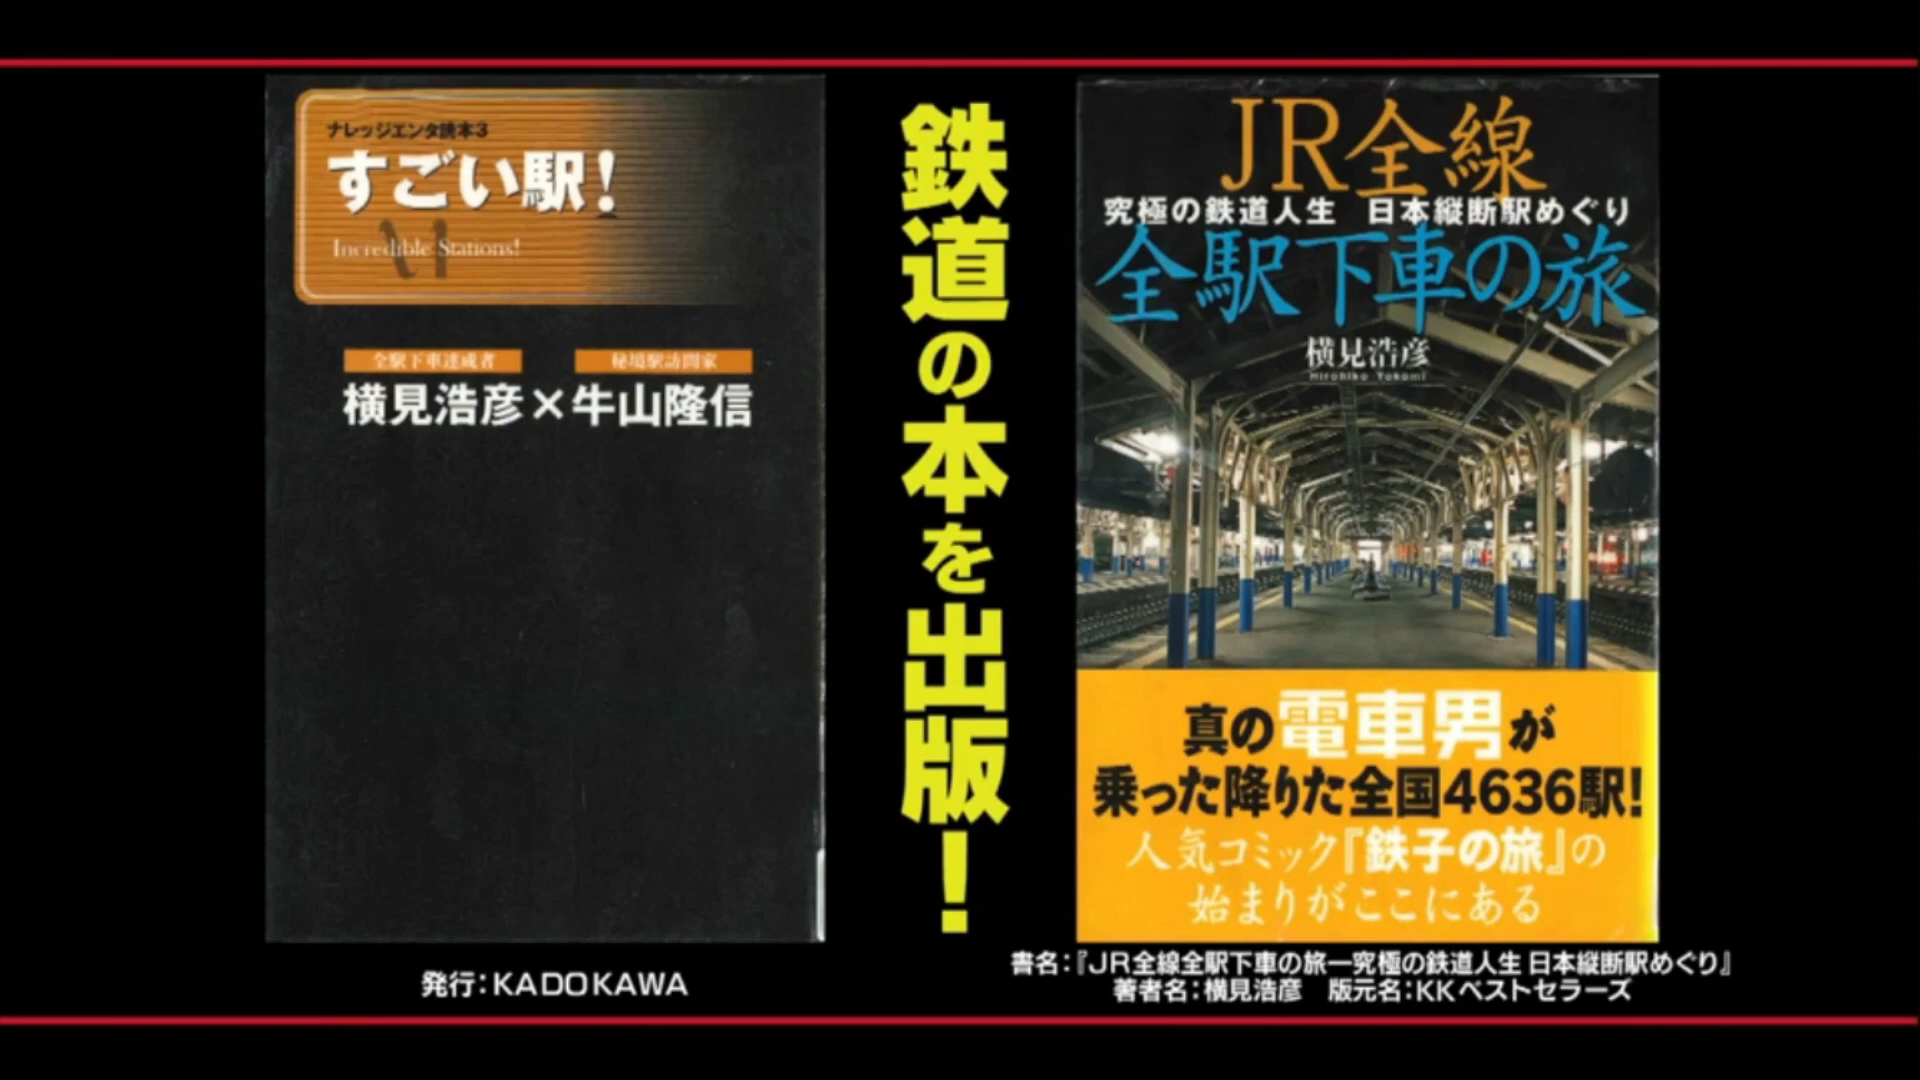 ナレッジエンタ読本3
すごい駅!
Incredible Stations!
全駅下車達成者
秘境駅訪問家
横見浩彦×牛山隆信
発行:KADOKAWA
鉄道の本を出版!
JR全線
究極の鉄道人生 日本縦断駅めぐり
全駅下車の旅
横見浩彦
Hirohiko Yokomi
真の電車男が
乗った降りた全国4636駅!
人気コミック『鉄子の旅』の
始まりがここにある
書名:『JR全線全駅下車の旅―究極の鉄道人生 日本縦断駅めぐり』
著者名:横見浩彦 版元名:KKベストセラーズ